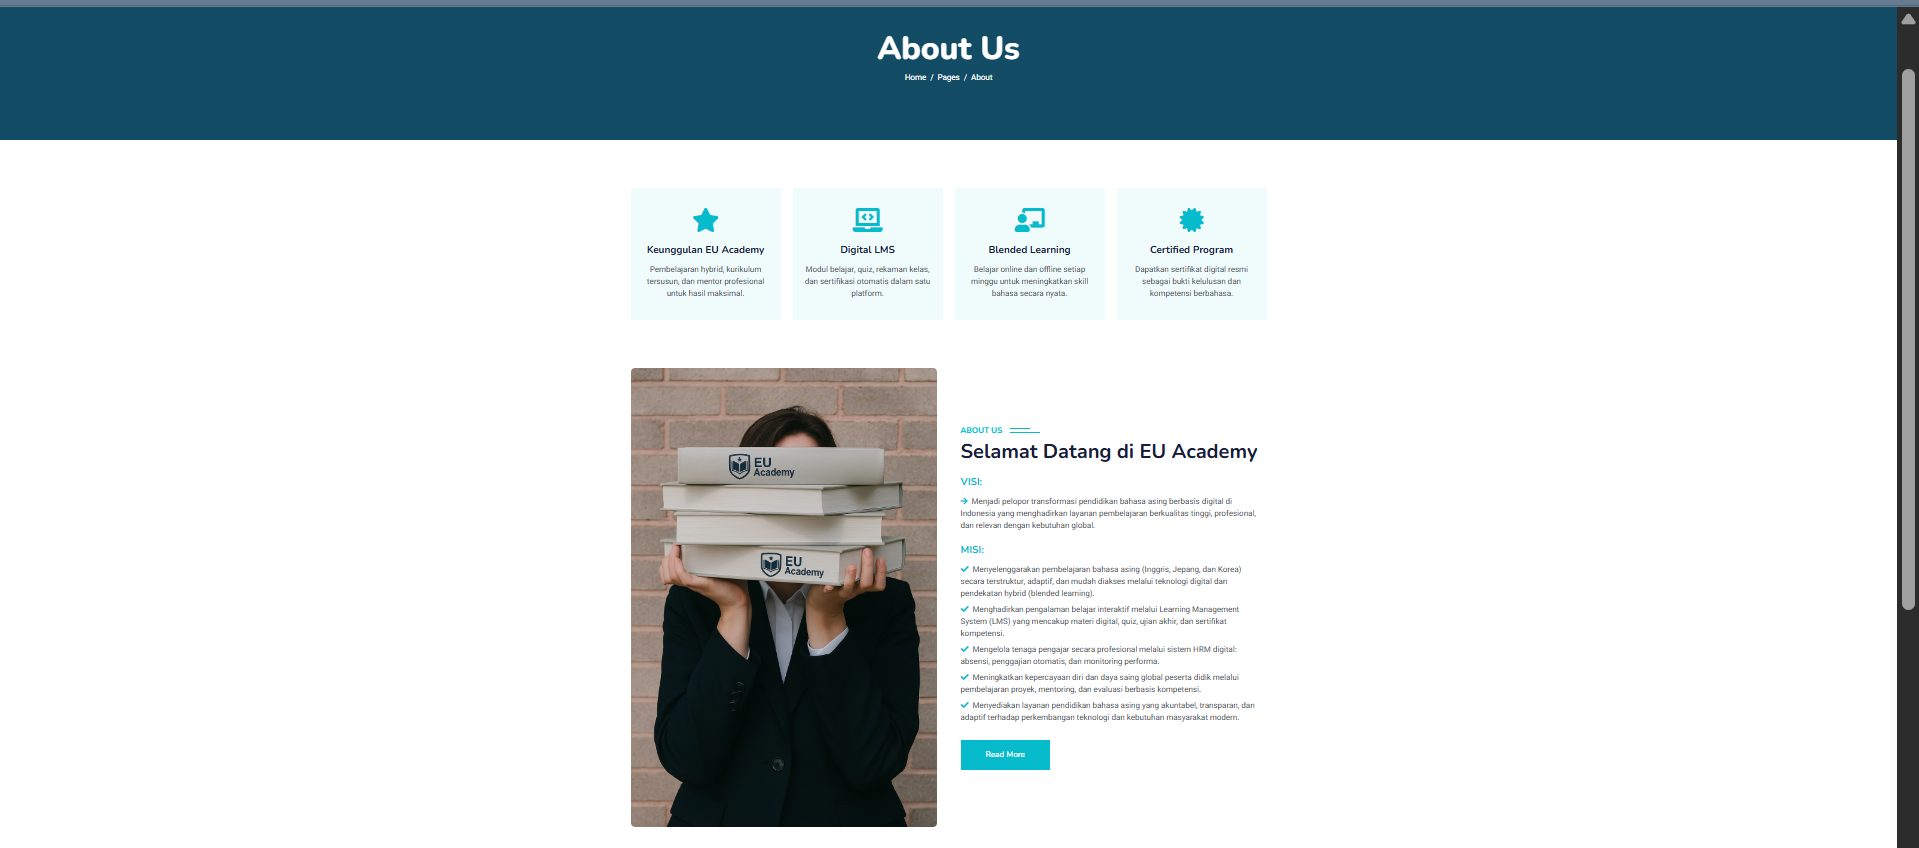 About Us
Home / Pages / About
Keunggulan EU Academy
Pembelajaran hybrid, kurikulum
tersusun, dan mentor profesional
untuk hasil maksimal.
Digital LMS
Modul belajar, quiz, rekaman kelas,
dan sertifikasi otomatis dalam satu
platform.
Blended Learning
Belajar online dan offline setiap
minggu untuk meningkatkan skill
bahasa secara nyata.
Certified Program
Dapatkan sertifikat digital resmi
sebagai bukti kelulusan dan
kompetensi berbahasa.
EU
Academy
EU
Academy
ABOUT US
Selamat Datang di EU Academy
VISI:
Menjadi pelopor transformasi pendidikan bahasa asing berbasis digital di
Indonesia yang menghadirkan layanan pembelajaran berkualitas tinggi, profesional,
dan relevan dengan kebutuhan global.
MISI:
Menyelenggarakan pembelajaran bahasa asing (Inggris, Jepang, dan Korea)
secara terstruktur, adaptif, dan mudah diakses melalui teknologi digital dan
pendekatan hybrid (blended learning).
Menghadirkan pengalaman belajar interaktif melalui Learning Management
System (LMS) yang mencakup materi digital, quiz, ujian akhir, dan sertifikat
kompetensi.
Mengelola tenaga pengajar secara profesional melalui sistem HRM digital:
absensi, penggajian otomatis, dan monitoring performa.
Meningkatkan kepercayaan diri dan daya saing global peserta didik melalui
pembelajaran proyek, mentoring, dan evaluasi berbasis kompetensi.
Menyediakan layanan pendidikan bahasa asing yang akuntabel, transparan, dan
adaptif terhadap perkembangan teknologi dan kebutuhan masyarakat modern.
Read More